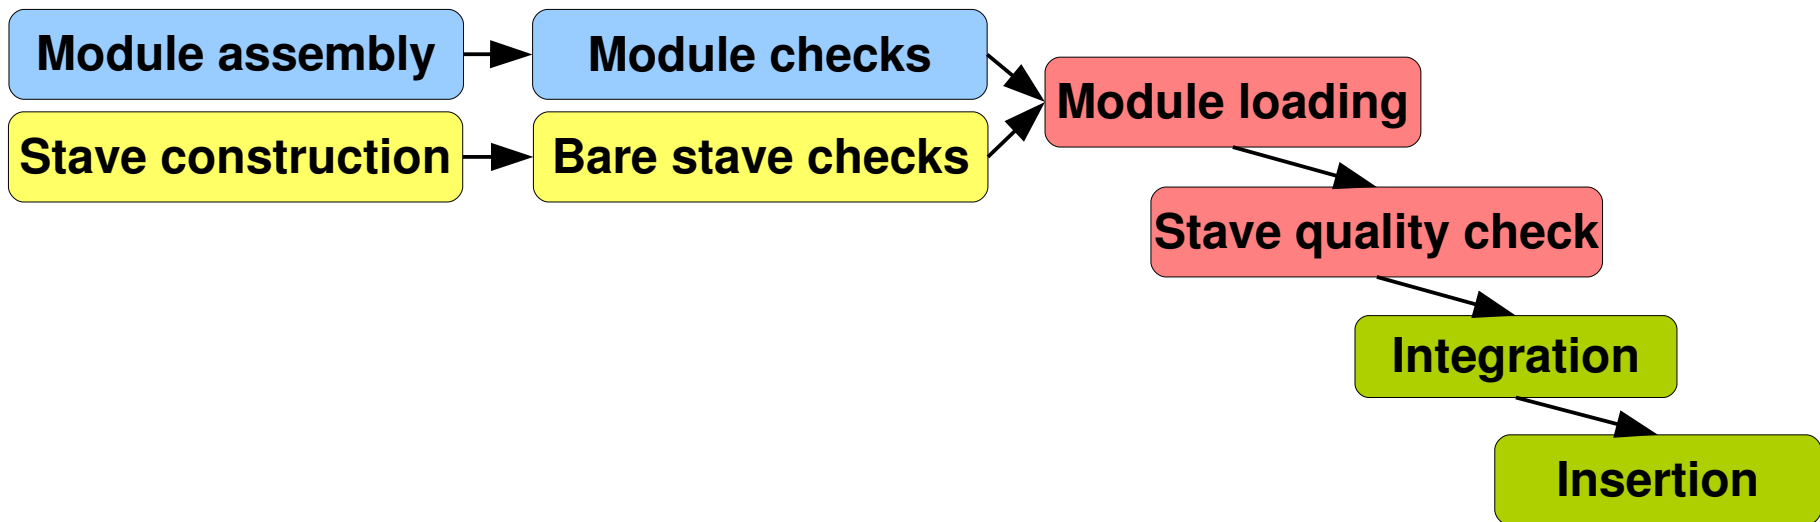 Module assembly
Module checks
Stave construction
Bare stave checks
Module loading
Stave quality check
Integration
Insertion